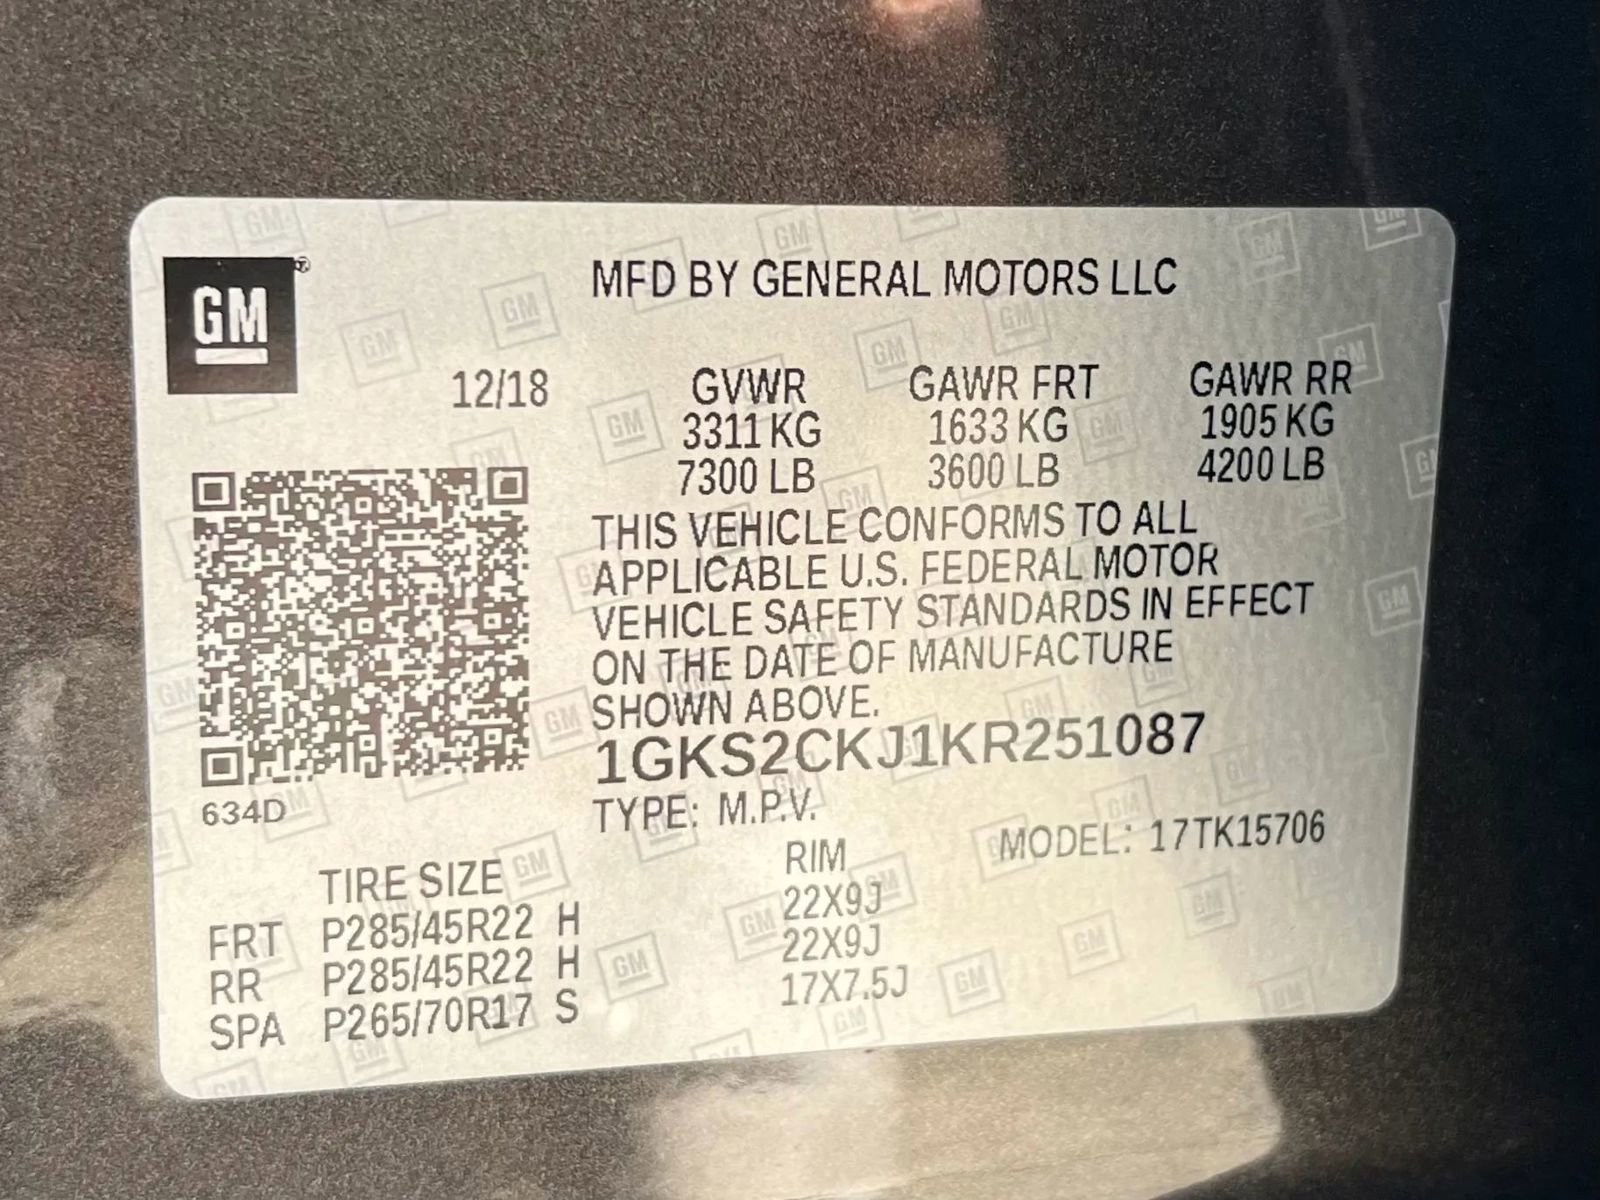 GM
MFD BY GENERAL MOTORS LLC
12/18 GVWR GAWR FRT GAWR RR
3311 KG 1633 KG 1905 KG
7300 LB 3600 LB 4200 LB
THIS VEHICLE CONFORMS TO ALL
APPLICABLE U.S. FEDERAL MOTOR
VEHICLE SAFETY STANDARDS IN EFFECT
ON THE DATE OF MANUFACTURE
SHOWN ABOVE.
1GKS2CKJ1KR251087
634D
TYPE: M.P.V. MODEL: 17TK15706
TIRE SIZE RIM
FRT P285/45R22 H 22X9J
RR P285/45R22 H 22X9J
SPA P265/70R17 S 17X7.5J